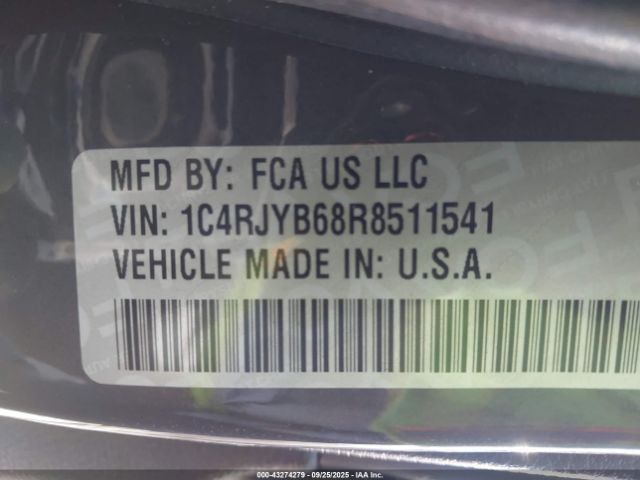 MFD BY: FCA US LLC
VIN: 1C4RJYB68R8511541
VEHICLE MADE IN: U.S.A.
000-43274279 09/25/2025 IAA Inc.